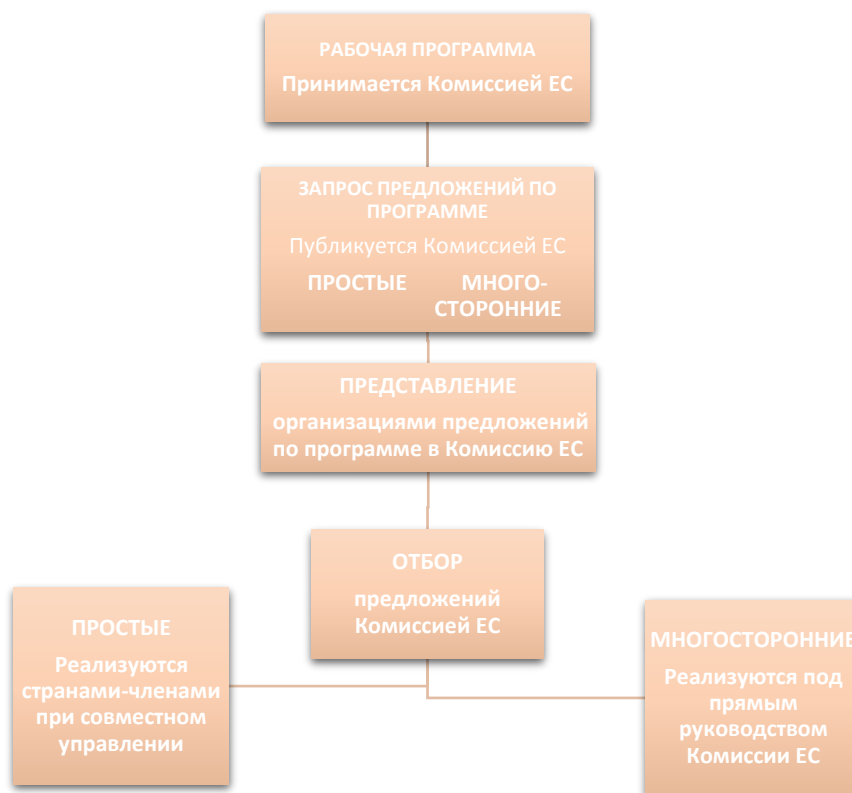 РАБОЧАЯ ПРОГРАММА
Принимается Комиссией ЕС
ЗАПРОС ПРЕДЛОЖЕНИЙ ПО
ПРОГРАММЕ
Публикуется Комиссией ЕС
ПРОСТЫЕ
МНОГО-
СТОРОННИЕ
ПРЕДСТАВЛЕНИЕ
организациями предложений
по программе в Комиссию ЕС
ОТБОР
предложений
Комиссией ЕС
ПРОСТЫЕ
Реализуются
странами-членами
при совместном
управлении
МНОГОСТОРОННИЕ
Реализуются под
прямым
руководством
Комиссии ЕС